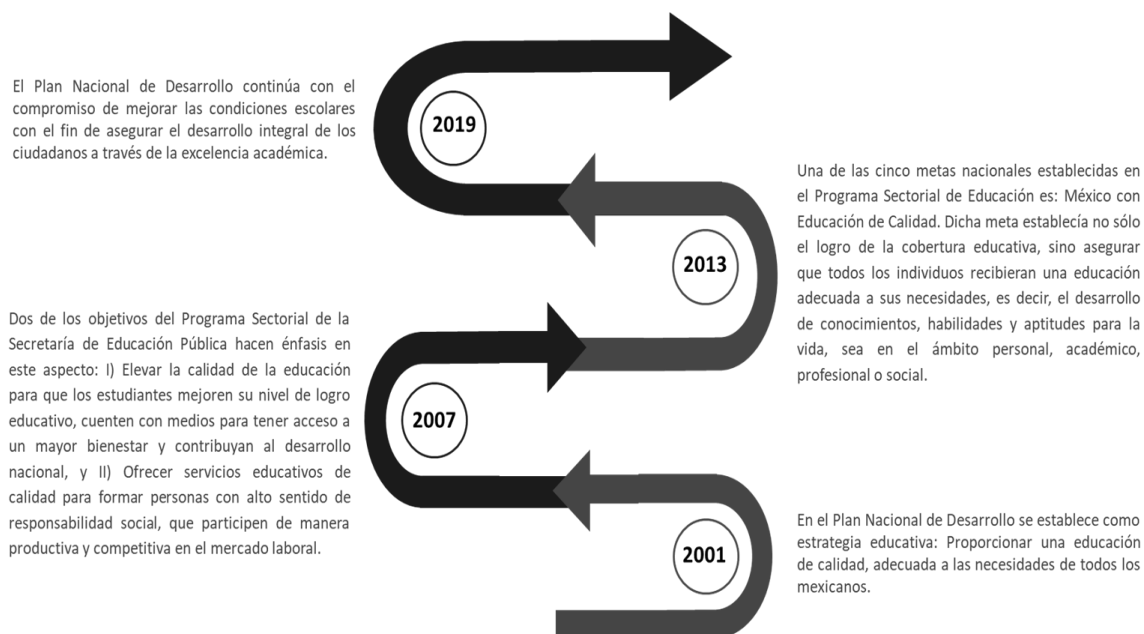 El Plan Nacional de Desarrollo continúa con el
compromiso de mejorar las condiciones escolares
con el fin de asegurar el desarrollo integral de los
ciudadanos a través de la excelencia académica.
2019
Una de las cinco metas nacionales establecidas en
el Programa Sectorial de Educación es: México con
Educación de Calidad. Dicha meta establecía no sólo
el logro de la cobertura educativa, sino asegurar
que todos los individuos recibieran una educación
adecuada a sus necesidades, es decir, el desarrollo
de conocimientos, habilidades y aptitudes para la
vida, sea en el ámbito personal, académico,
profesional o social.
2013
Dos de los objetivos del Programa Sectorial de la
Secretaría de Educación Pública hacen énfasis en
este aspecto: I) Elevar la calidad de la educación
para que los estudiantes mejoren su nivel de logro
educativo, cuenten con medios para tener acceso a
un mayor bienestar y contribuyan al desarrollo
nacional, y II) Ofrecer servicios educativos de
calidad para formar personas con alto sentido de
responsabilidad social, que participen de manera
productiva y competitiva en el mercado laboral.
2007
En el Plan Nacional de Desarrollo se establece como
estrategia educativa: Proporcionar una educación
de calidad, adecuada a las necesidades de todos los
mexicanos.
2001